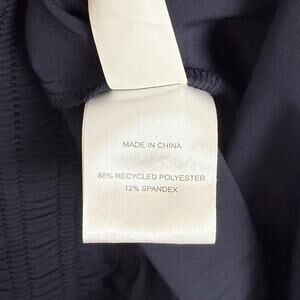 MADE IN CHINA
88% RECYCLED POLYESTER
12% SPANDEX